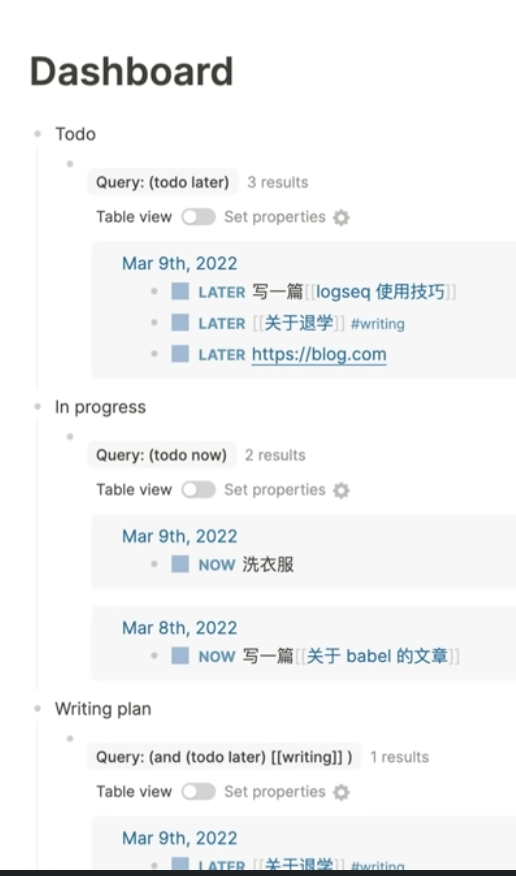 Dashboard
Todo
Query: (todo later) 3 results
Table view Set properties
Mar 9th, 2022
LATER 写一篇[[logseq 使用技巧]]
LATER [[关于退学]] #writing
LATER https://blog.com
In progress
Query: (todo now) 2 results
Table view Set properties
Mar 9th, 2022
NOW 洗衣服
Mar 8th, 2022
NOW 写一篇[[关于 babel 的文章]]
Writing plan
Query: (and (todo later) [[writing]] ) 1 results
Table view Set properties
Mar 9th, 2022
LATER [[关于退学]] #writing